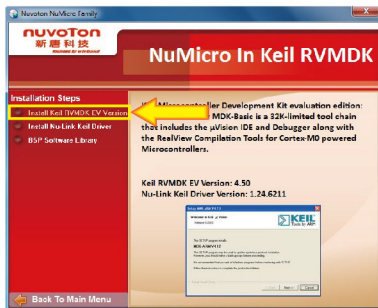 Nuvoton NuMicro Family
nuvoTon
新唐科技
NuMicro In Keil RVMDK
Installation Steps
Install Keil RVMDK EV Version
Install Nu-Link Keil Driver
BSP Software Library
Microcontroller Development Kit evaluation edition:
MDK-Basic is a 32K-limited tool chain
that includes the µVision IDE and Debugger along with
the RealView Compilation Tools for Cortex-M0 powered
Microcontrollers.
Keil RVMDK EV Version: 4.50
Nu-Link Keil Driver Version: 1.24.6211
KEIL
Back To Main Menu